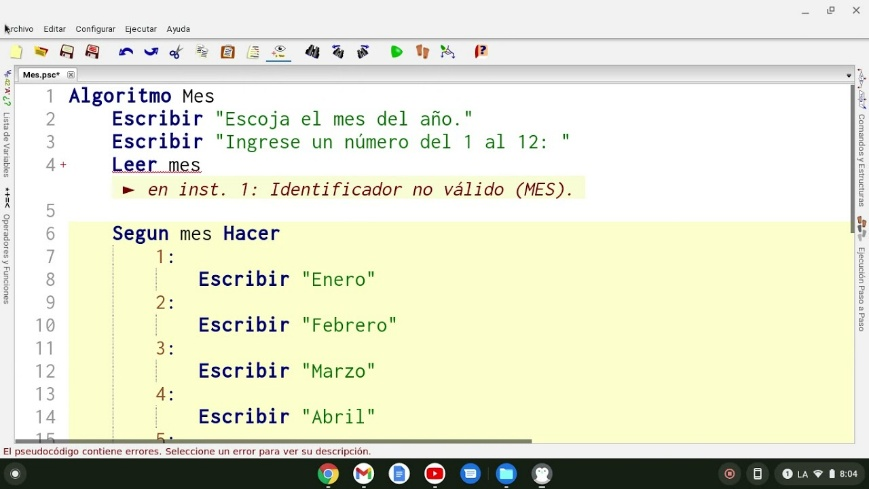 Archivo Editar Configurar Ejecutar Ayuda
Mes.psc*
1 Algoritmo Mes
2 Escribir "Escoja el mes del año."
3 Escribir "Ingrese un número del 1 al 12: "
4 Leer mes
► en inst. 1: Identificador no válido (MES).
5
6 Segun mes Hacer
7 1:
8 Escribir "Enero"
9 2:
10 Escribir "Febrero"
11 3:
12 Escribir "Marzo"
13 4:
14 Escribir "Abril"
15 5:
Lista de Variables
Operadores y Funciones
Comandos y Estructuras
Ejecución Paso a Paso
El pseudocódigo contiene errores. Seleccione un error para ver su descripción.
1 LA 8:04